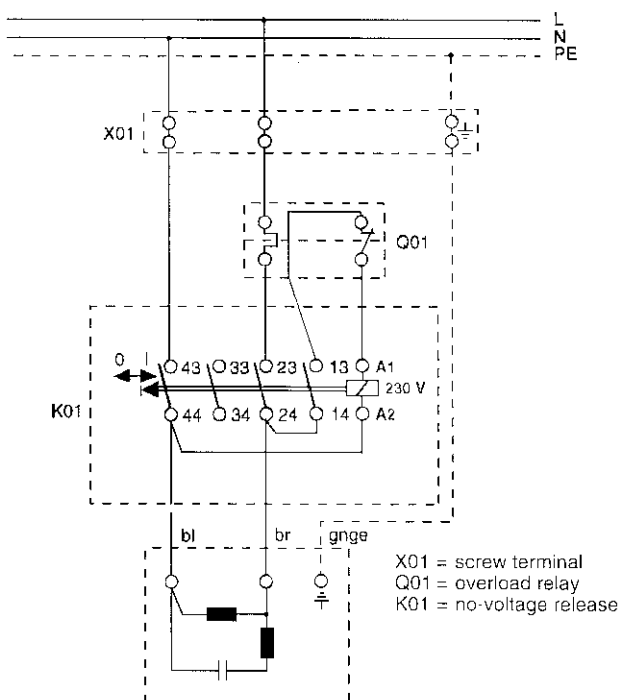 L
N
PE
X01
Q01
0 I
43 33 23 13 A1
230 V
K01
44 34 24 14 A2
bl br gnge
X01 = screw terminal
Q01 = overload relay
K01 = no-voltage release